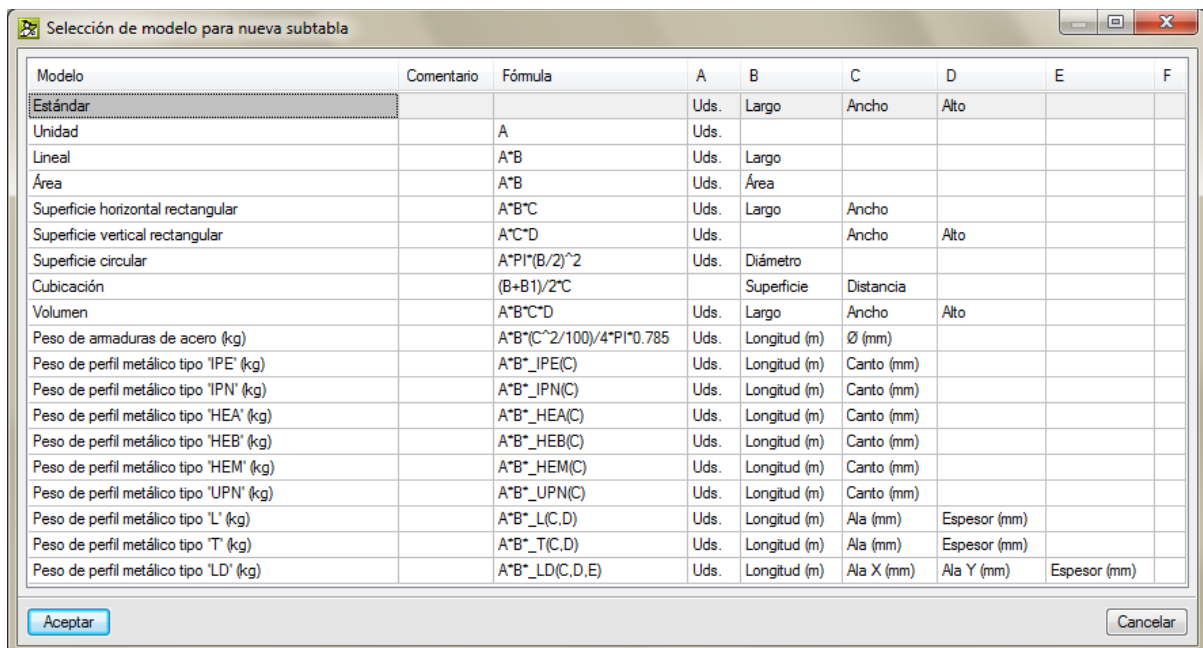 Selección de modelo para nueva subtabla
Modelo Comentario Fórmula A B C D E F
Estándar Uds. Largo Ancho Alto
Unidad A Uds.
Lineal A*B Uds. Largo
Área A*B Uds. Área
Superficie horizontal rectangular A*B*C Uds. Largo Ancho
Superficie vertical rectangular A*C*D Uds. Ancho Alto
Superficie circular A*PI*(B/2)^2 Uds. Diámetro
Cubicación (B+B1)/2*C Superficie Distancia
Volumen A*B*C*D Uds. Largo Ancho Alto
Peso de armaduras de acero (kg) A*B*(C^2/100)/4*PI*0.785 Uds. Longitud (m) Ø (mm)
Peso de perfil metálico tipo 'IPE' (kg) A*B*_IPE(C) Uds. Longitud (m) Canto (mm)
Peso de perfil metálico tipo 'IPN' (kg) A*B*_IPN(C) Uds. Longitud (m) Canto (mm)
Peso de perfil metálico tipo 'HEA' (kg) A*B*_HEA(C) Uds. Longitud (m) Canto (mm)
Peso de perfil metálico tipo 'HEB' (kg) A*B*_HEB(C) Uds. Longitud (m) Canto (mm)
Peso de perfil metálico tipo 'HEM' (kg) A*B*_HEM(C) Uds. Longitud (m) Canto (mm)
Peso de perfil metálico tipo 'UPN' (kg) A*B*_UPN(C) Uds. Longitud (m) Canto (mm)
Peso de perfil metálico tipo 'L' (kg) A*B*_L(C,D) Uds. Longitud (m) Ala (mm) Espesor (mm)
Peso de perfil metálico tipo 'T' (kg) A*B*_T(C,D) Uds. Longitud (m) Ala (mm) Espesor (mm)
Peso de perfil metálico tipo 'LD' (kg) A*B*_LD(C,D,E) Uds. Longitud (m) Ala X (mm) Ala Y (mm) Espesor (mm)
Aceptar Cancelar